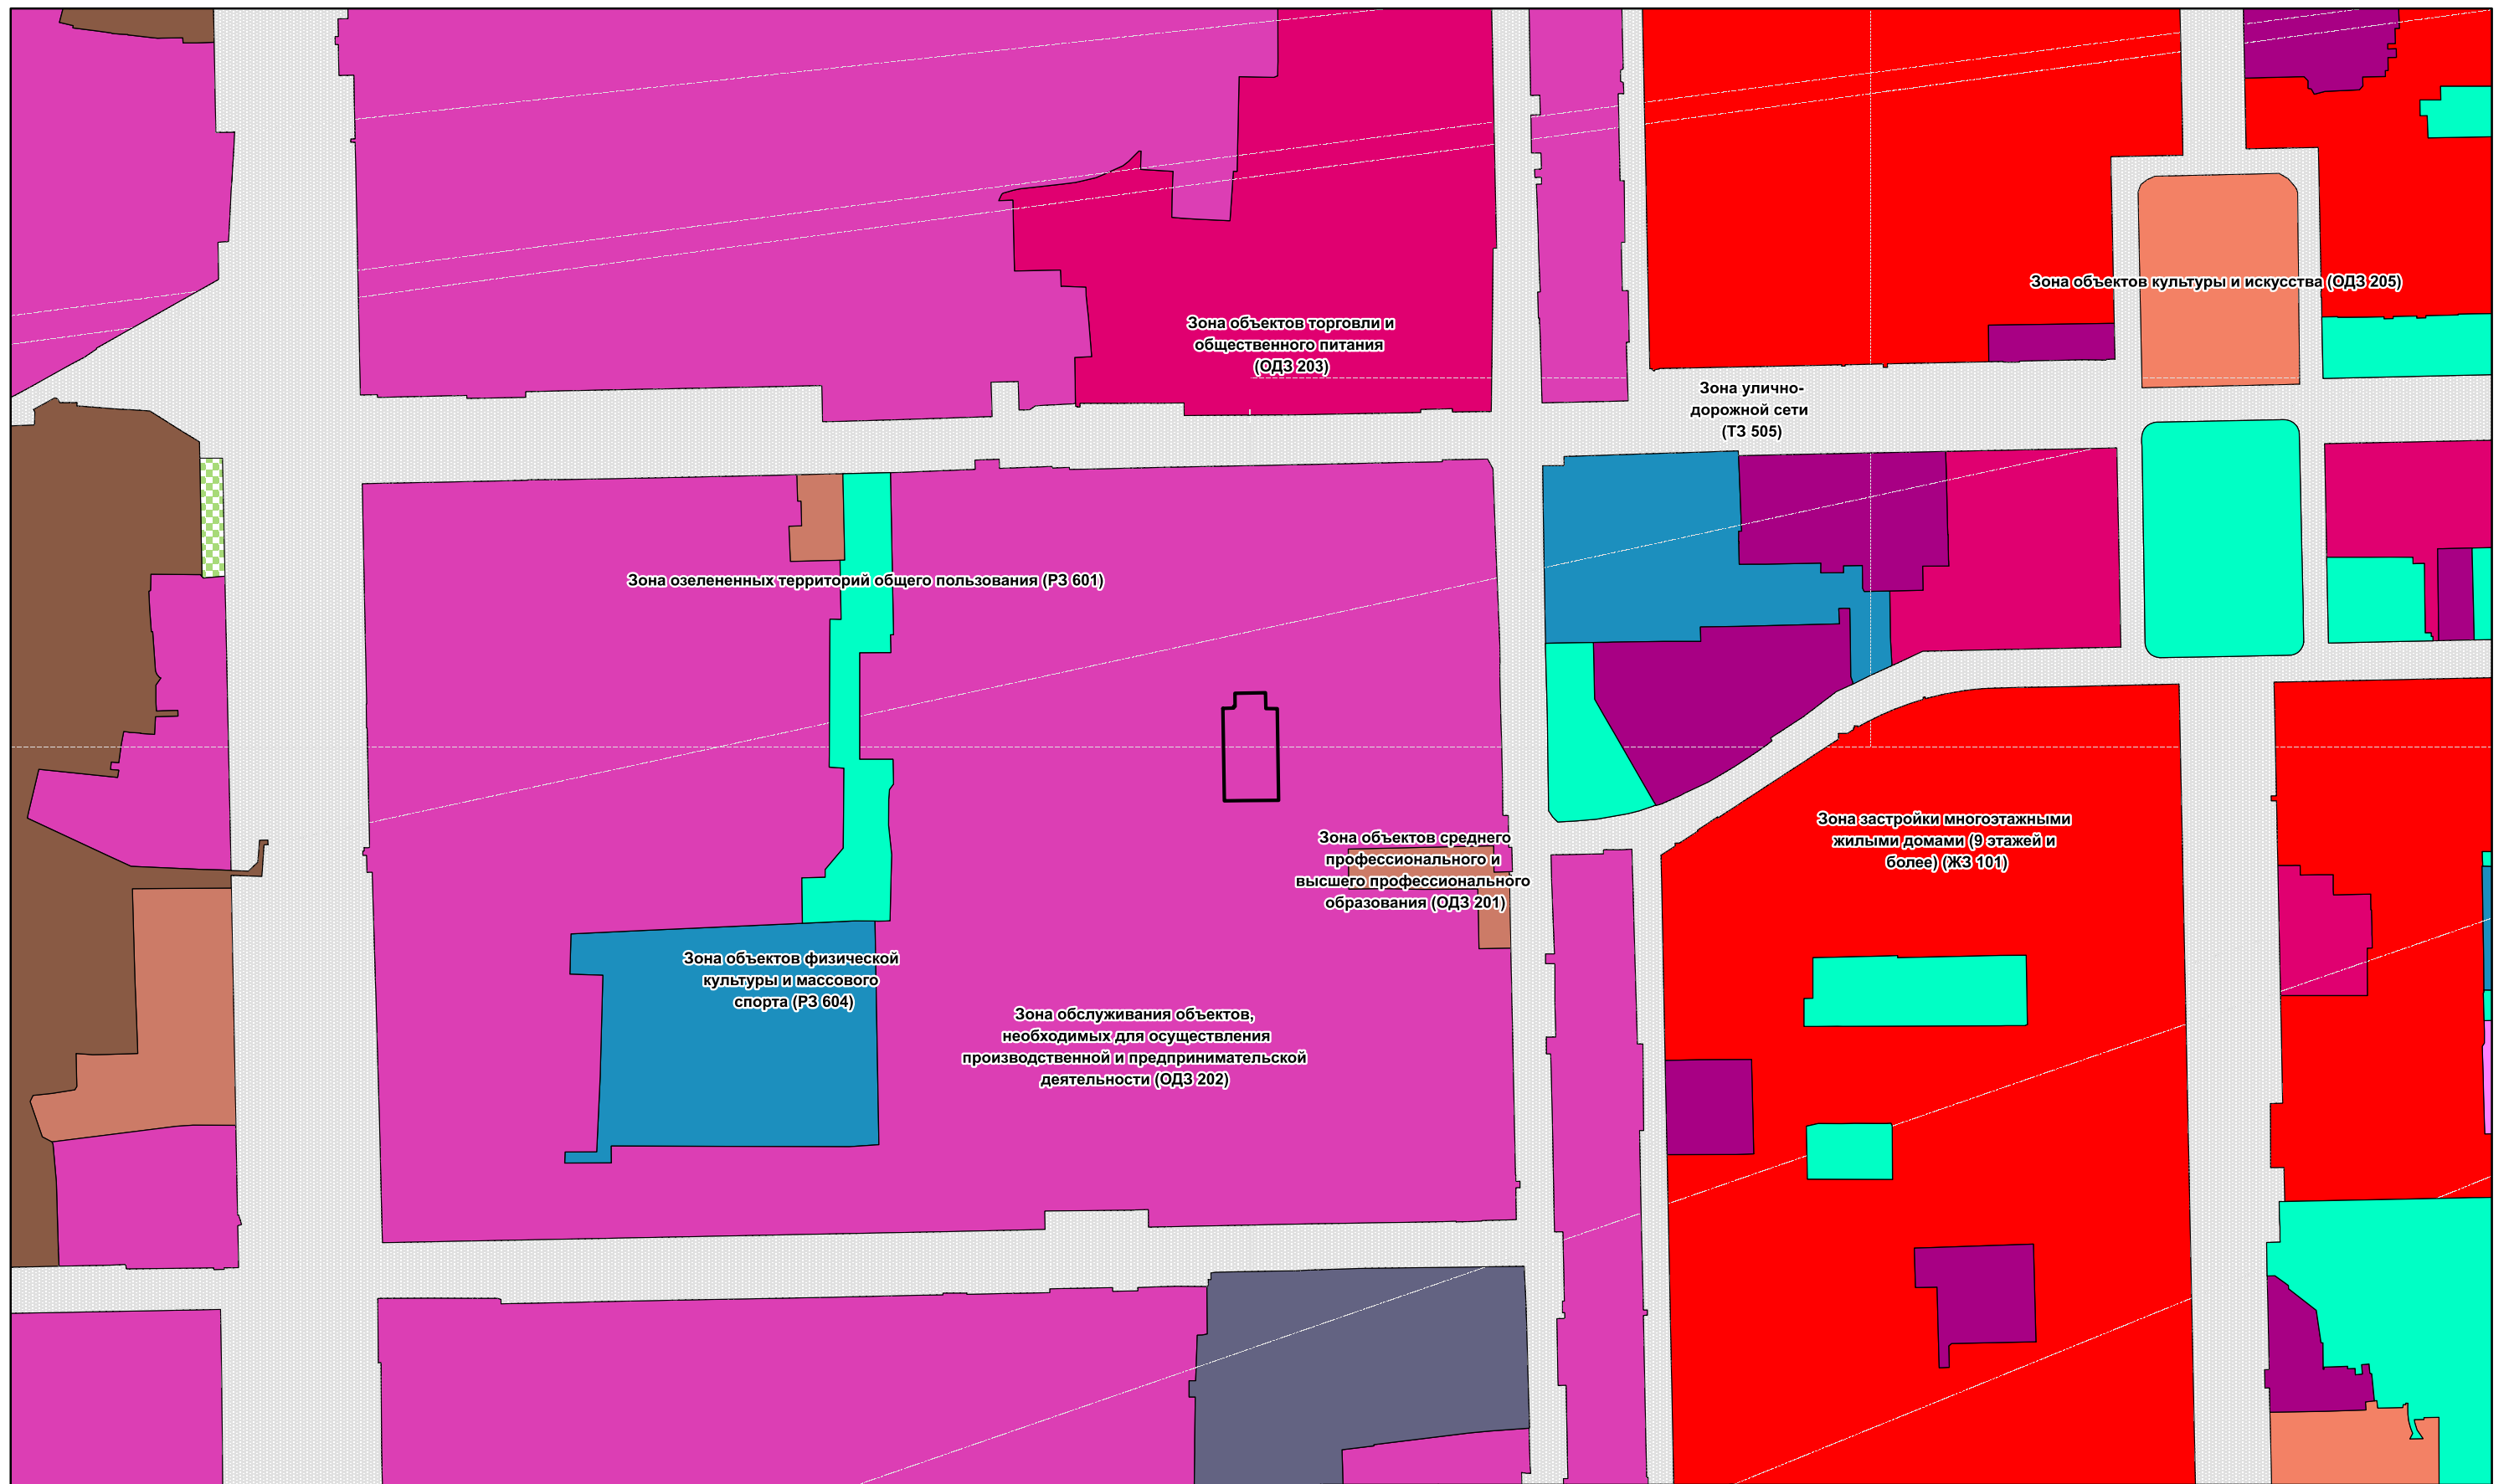 Зона объектов культуры и искусства (ОДЗ 205)
Зона объектов торговли и
общественного питания
(ОДЗ 203)
Зона улично-
дорожной сети
(ТЗ 505)
Зона озелененных территорий общего пользования (РЗ 601)
Зона застройки многоэтажными
жилыми домами (9 этажей и
более) (ЖЗ 101)
Зона объектов среднего
профессионального и
высшего профессионального
образования (ОДЗ 201)
Зона объектов физической
культуры и массового
спорта (РЗ 604)
Зона обслуживания объектов,
необходимых для осуществления
производственной и предпринимательской
деятельности (ОДЗ 202)